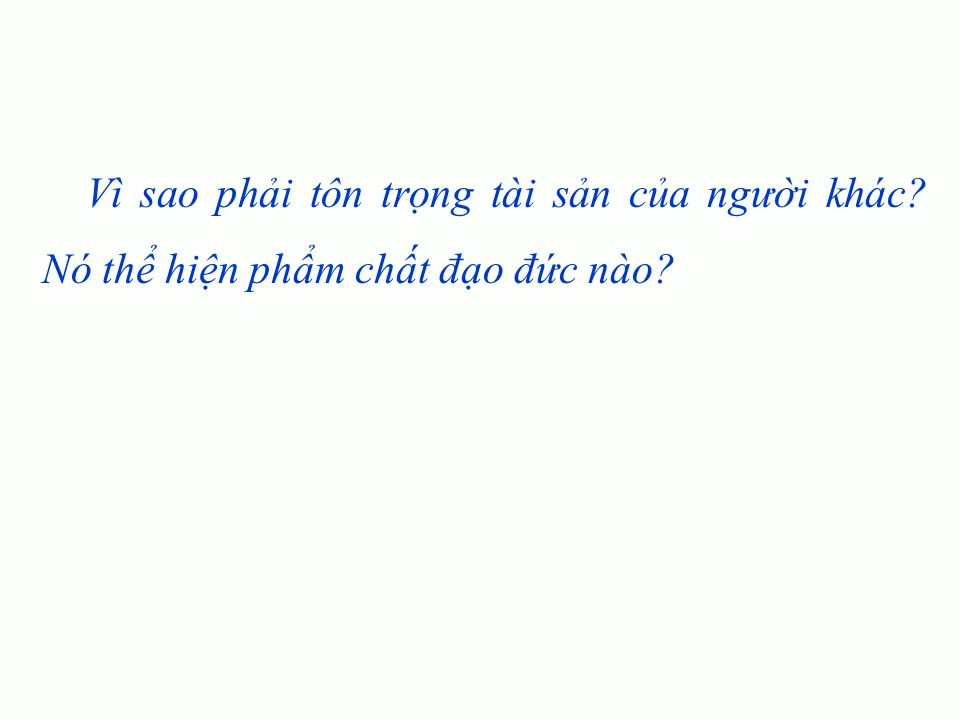 Vì sao phải tôn trọng tài sản của người khác?
Nó thể hiện phẩm chất đạo đức nào?